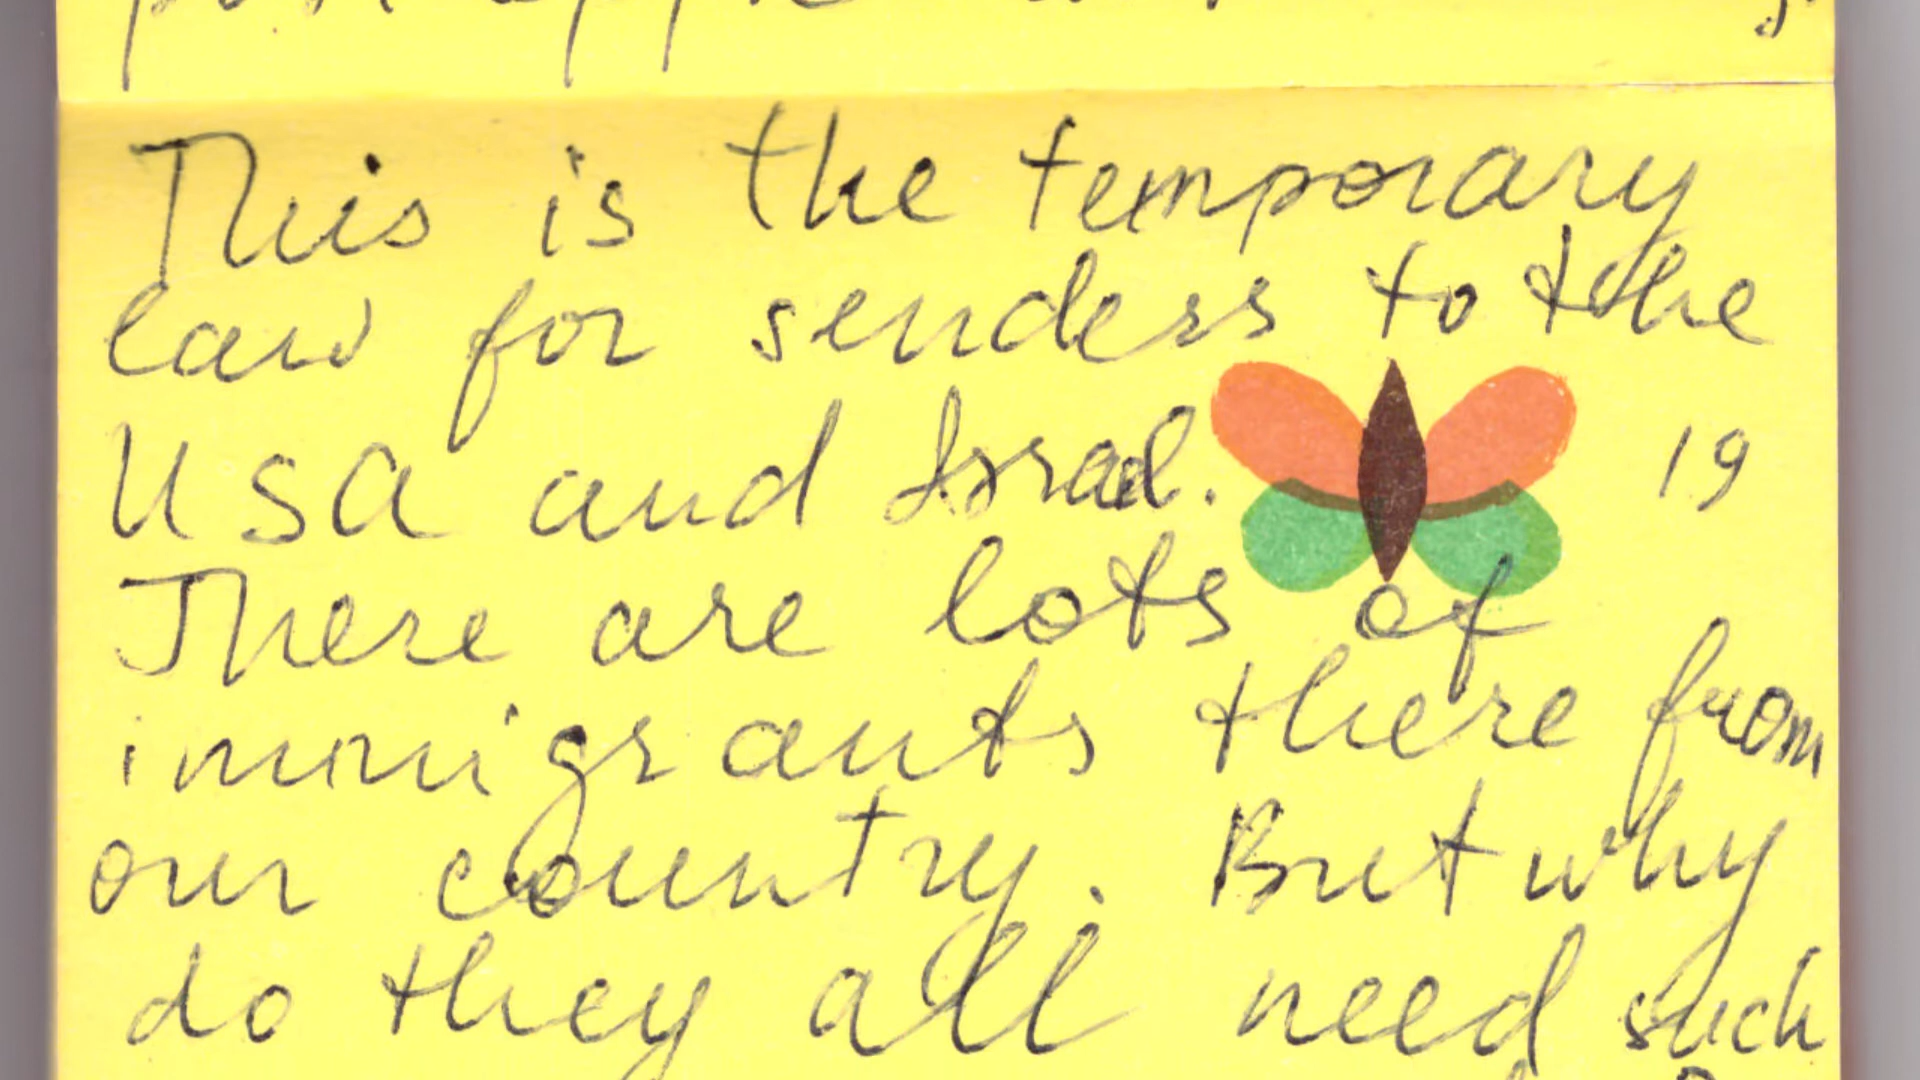 This is the temporary
law for senders to the
USA and Israel. 19
There are lots of
immigrants there from
our country. But why
do they all need such